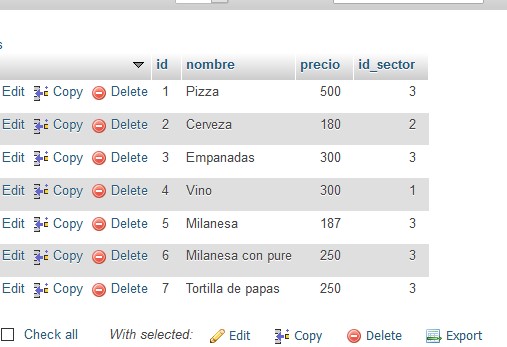 s
id nombre precio id_sector
Edit Copy Delete 1 Pizza 500 3
Edit Copy Delete 2 Cerveza 180 2
Edit Copy Delete 3 Empanadas 300 3
Edit Copy Delete 4 Vino 300 1
Edit Copy Delete 5 Milanesa 187 3
Edit Copy Delete 6 Milanesa con pure 250 3
Edit Copy Delete 7 Tortilla de papas 250 3
Check all With selected: Edit Copy Delete Export